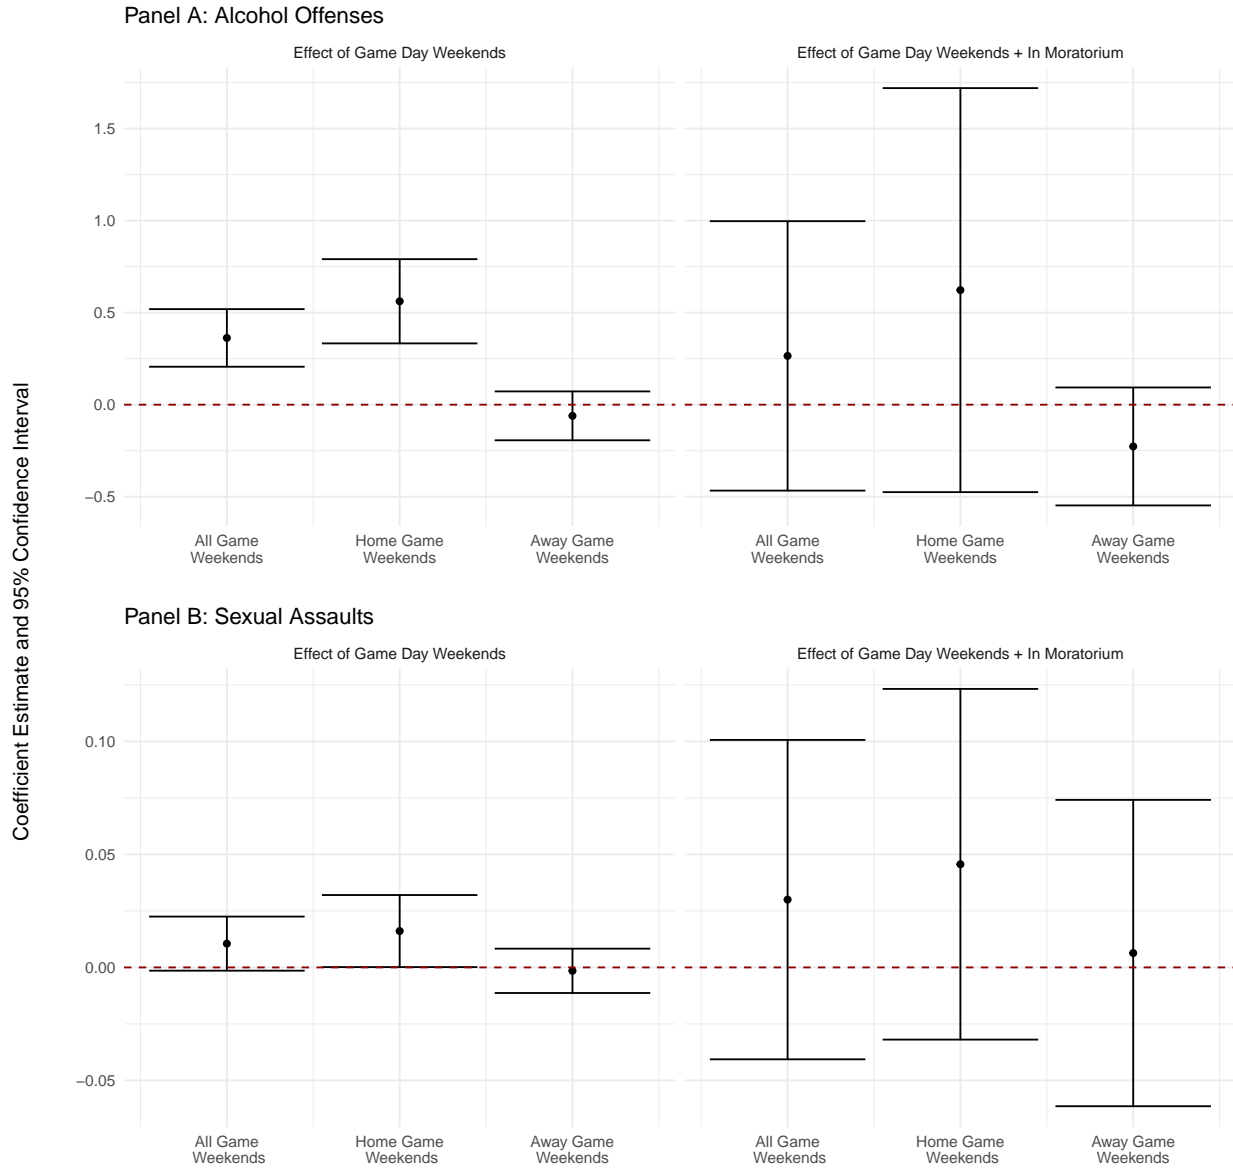 Panel A: Alcohol Offenses
Effect of Game Day Weekends
Effect of Game Day Weekends + In Moratorium
1.5
1.0
0.5
0.0
−0.5
All Game
Weekends
Home Game
Weekends
Away Game
Weekends
All Game
Weekends
Home Game
Weekends
Away Game
Weekends
Coefficient Estimate and 95% Confidence Interval
Panel B: Sexual Assaults
Effect of Game Day Weekends
Effect of Game Day Weekends + In Moratorium
0.10
0.05
0.00
−0.05
All Game
Weekends
Home Game
Weekends
Away Game
Weekends
All Game
Weekends
Home Game
Weekends
Away Game
Weekends